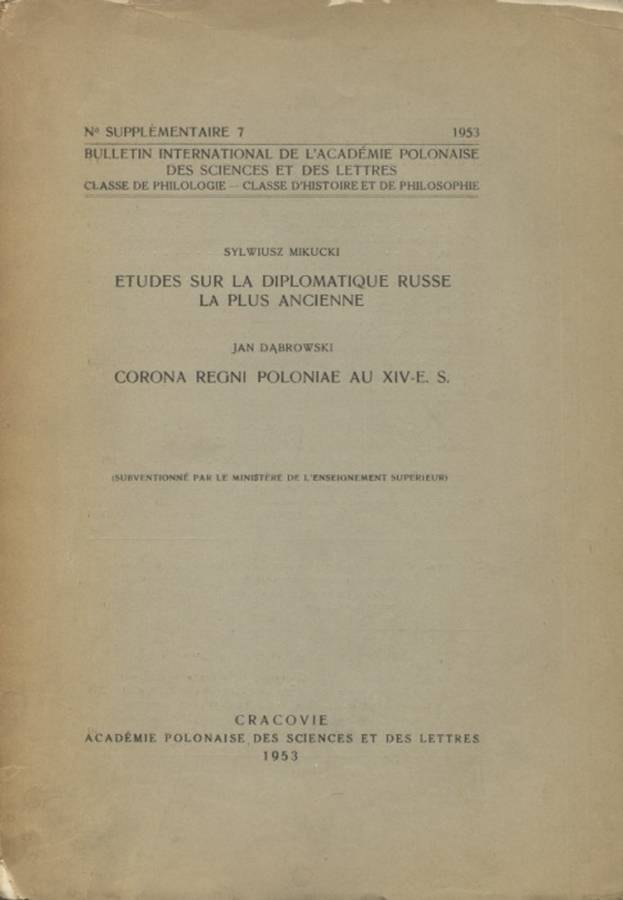 Nº SUPPLÉMENTAIRE 7 1953
BULLETIN INTERNATIONAL DE L'ACADÉMIE POLONAISE
DES SCIENCES ET DES LETTRES
CLASSE DE PHILOLOGIE — CLASSE D'HISTOIRE ET DE PHILOSOPHIE
SYLWIUSZ MIKUCKI
ETUDES SUR LA DIPLOMATIQUE RUSSE
LA PLUS ANCIENNE
JAN DĄBROWSKI
CORONA REGNI POLONIAE AU XIV-E. S.
(SUBVENTIONNÉ PAR LE MINISTÈRE DE L'ENSEIGNEMENT SUPERIEUR)
CRACOVIE
ACADÉMIE POLONAISE DES SCIENCES ET DES LETTRES
1953